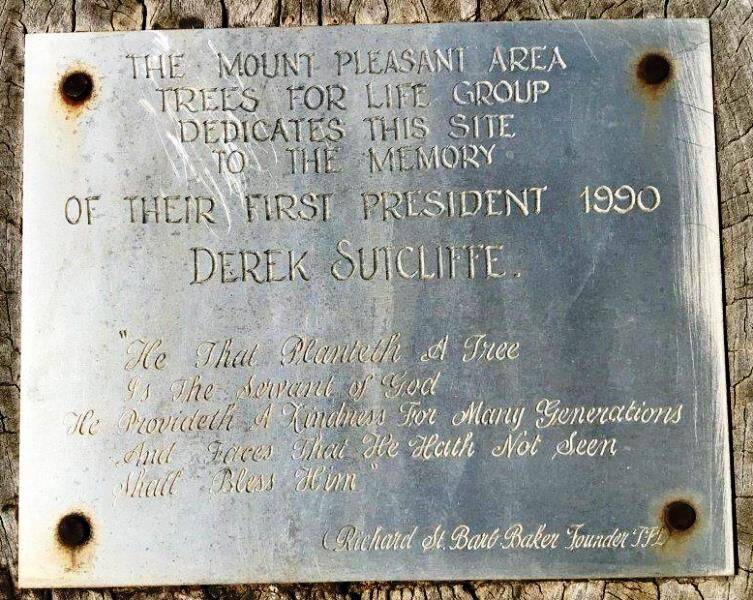 THE MOUNT PLEASANT AREA
TREES FOR LIFE GROUP
DEDICATES THIS SITE
TO THE MEMORY
OF THEIR FIRST PRESIDENT 1990
DEREK SUTCLIFFE.
"He That Planteth A Tree
Is The Servant of God
He Provideth A Kindness For Many Generations
And Faces That He Hath Not Seen
Shall Bless Him"
(Richard St. Barb Baker Founder TFL)